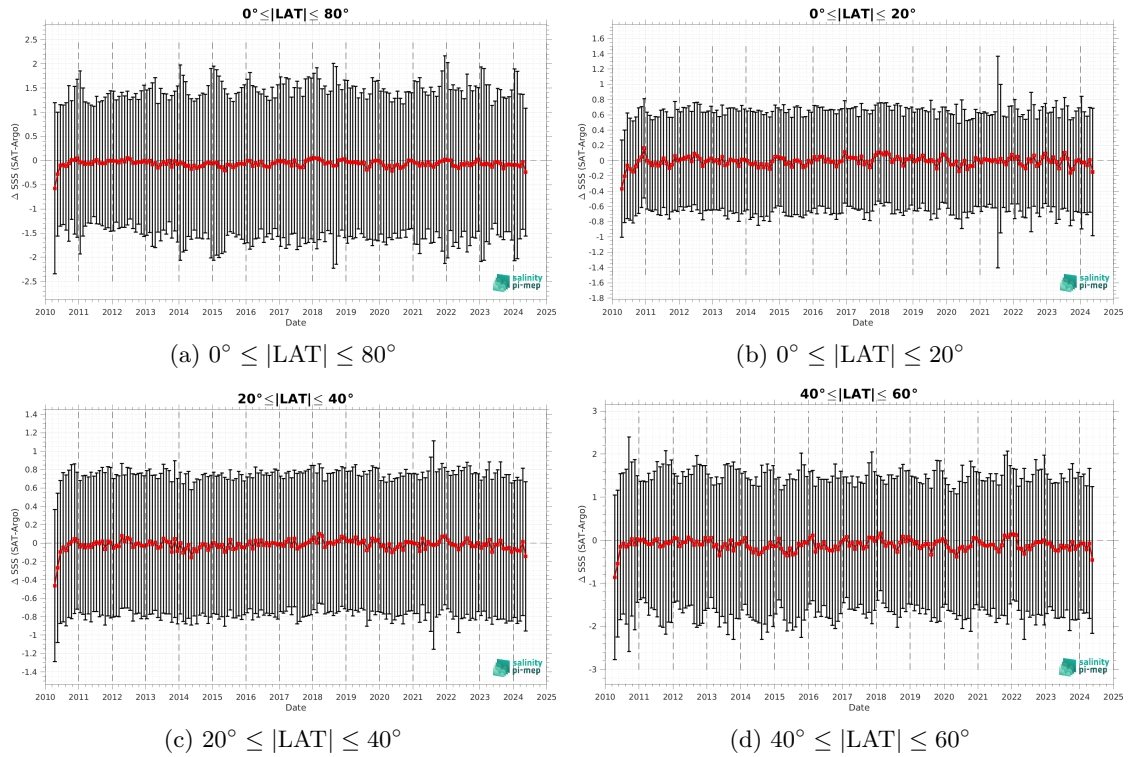 0°≤|LAT|≤ 80°
2.5
2
1.5
1
0.5
0
-0.5
-1
-1.5
-2
-2.5
Δ SSS (SAT-Argo)
2010 2011 2012 2013 2014 2015 2016 2017 2018 2019 2020 2021 2022 2023 2024 2025
Date
salinity
pi-mep
(a) 0° ≤ |LAT| ≤ 80°
0°≤|LAT|≤ 20°
1.6
1.4
1.2
1
0.8
0.6
0.4
0.2
0
-0.2
-0.4
-0.6
-0.8
-1
-1.2
-1.4
-1.6
-1.8
Δ SSS (SAT-Argo)
2010 2011 2012 2013 2014 2015 2016 2017 2018 2019 2020 2021 2022 2023 2024 2025
Date
salinity
pi-mep
(b) 0° ≤ |LAT| ≤ 20°
20°≤|LAT|≤ 40°
1.4
1.2
1
0.8
0.6
0.4
0.2
0
-0.2
-0.4
-0.6
-0.8
-1
-1.2
-1.4
Δ SSS (SAT-Argo)
2010 2011 2012 2013 2014 2015 2016 2017 2018 2019 2020 2021 2022 2023 2024 2025
Date
salinity
pi-mep
(c) 20° ≤ |LAT| ≤ 40°
40°≤|LAT|≤ 60°
3
2
1
0
-1
-2
-3
Δ SSS (SAT-Argo)
2010 2011 2012 2013 2014 2015 2016 2017 2018 2019 2020 2021 2022 2023 2024 2025
Date
salinity
pi-mep
(d) 40° ≤ |LAT| ≤ 60°